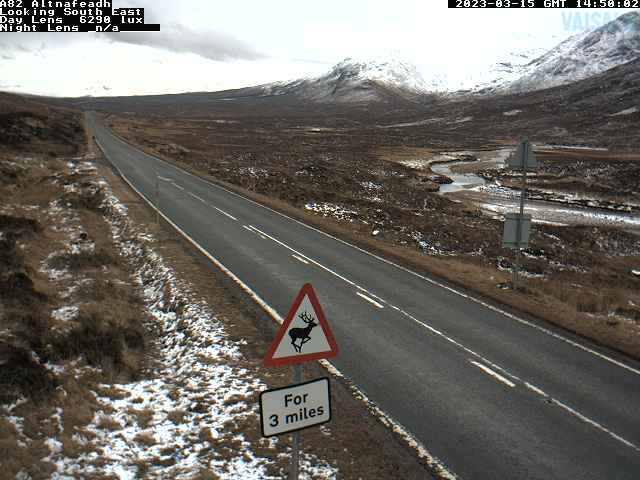 A82 Altnafeadh
Looking South East
Day Lens 6290 lux
Night Lens n/a
2023-03-15 GMT 14:50:02
VAISALA
For
3 miles